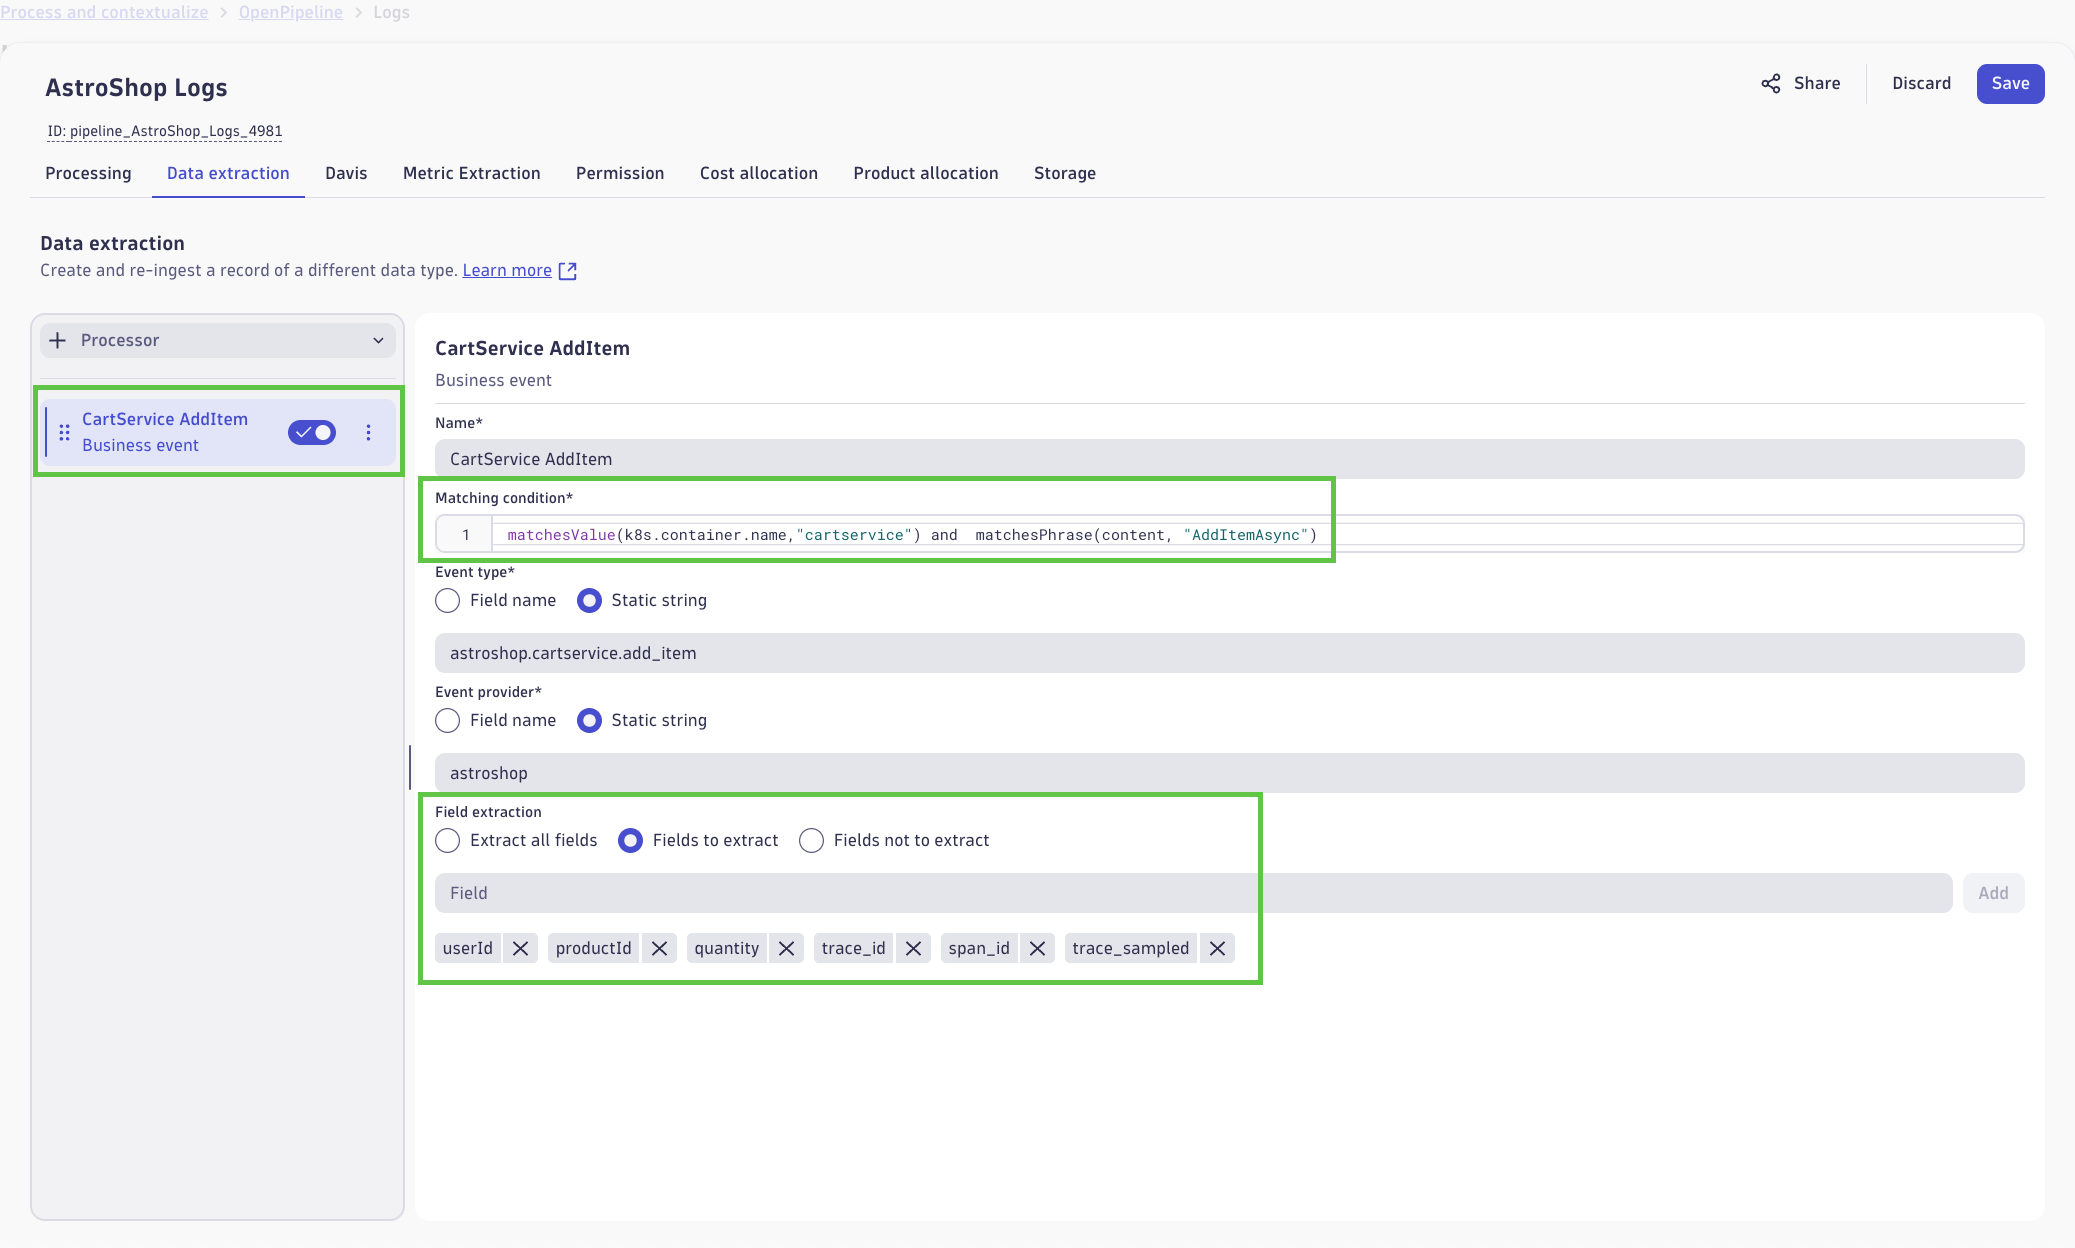 Process and contextualize > OpenPipeline > Logs
AstroShop Logs
Share
Discard
Save
ID: pipeline_AstroShop_Logs_4981
Processing
Data extraction
Davis
Metric Extraction
Permission
Cost allocation
Product allocation
Storage
Data extraction
Create and re-ingest a record of a different data type. Learn more
Processor
CartService AddItem
Business event
CartService AddItem
Business event
Name*
CartService AddItem
Matching condition*
1 matchesValue(k8s.container.name,"cartservice") and  matchesPhrase(content, "AddItemAsync")
Event type*
Field name
Static string
astroshop.cartservice.add_item
Event provider*
Field name
Static string
astroshop
Field extraction
Extract all fields
Fields to extract
Fields not to extract
Field
Add
userId
productId
quantity
trace_id
span_id
trace_sampled